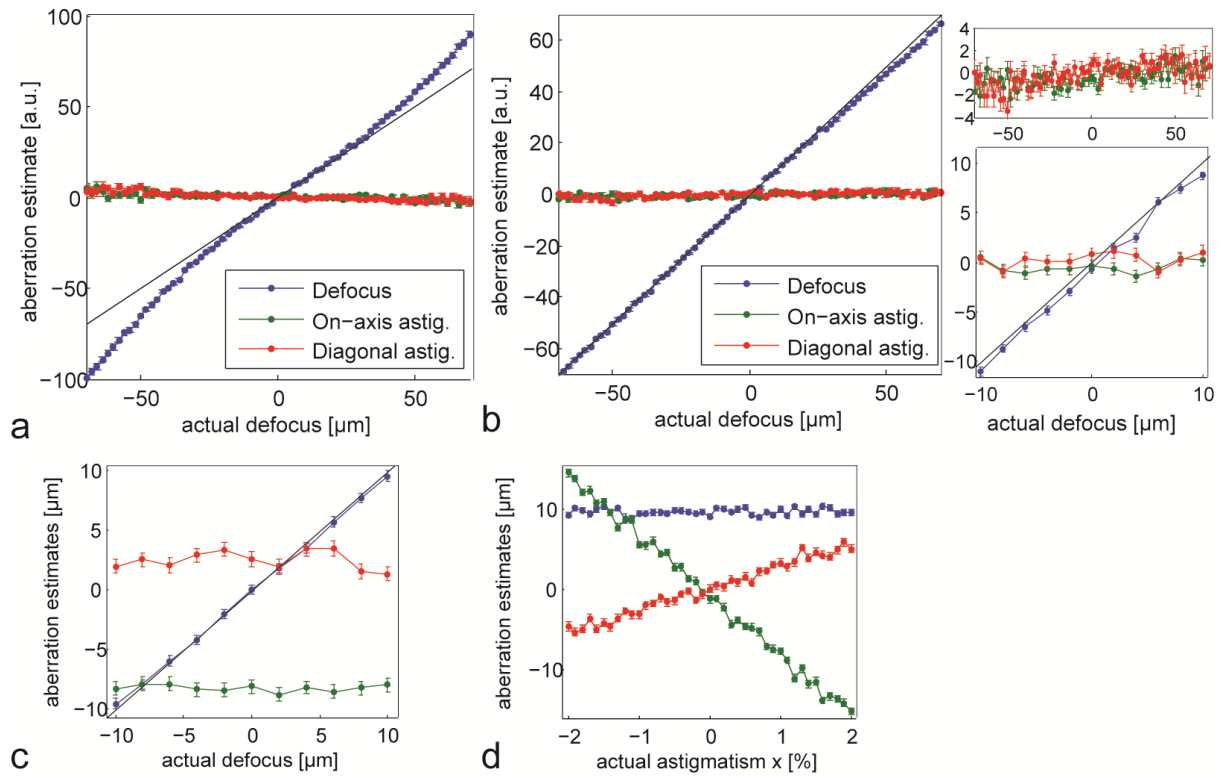 100
50
0
−50
−100
aberration estimate [a.u.]
−50 0 50
actual defocus [µm]
Defocus
On−axis astig.
Diagonal astig.
a
60
40
20
0
−20
−40
−60
aberration estimate [a.u.]
−50 0 50
actual defocus [µm]
Defocus
On−axis astig.
Diagonal astig.
b
4
2
0
−2
−4
−50 0 50
10
5
0
−5
−10
−10 −5 0 5 10
actual defocus [µm]
10
5
0
−5
−10
aberration estimates [µm]
−10 −5 0 5 10
actual defocus [µm]
c
10
0
−10
aberration estimates [µm]
−2 −1 0 1 2
actual astigmatism x [%]
d